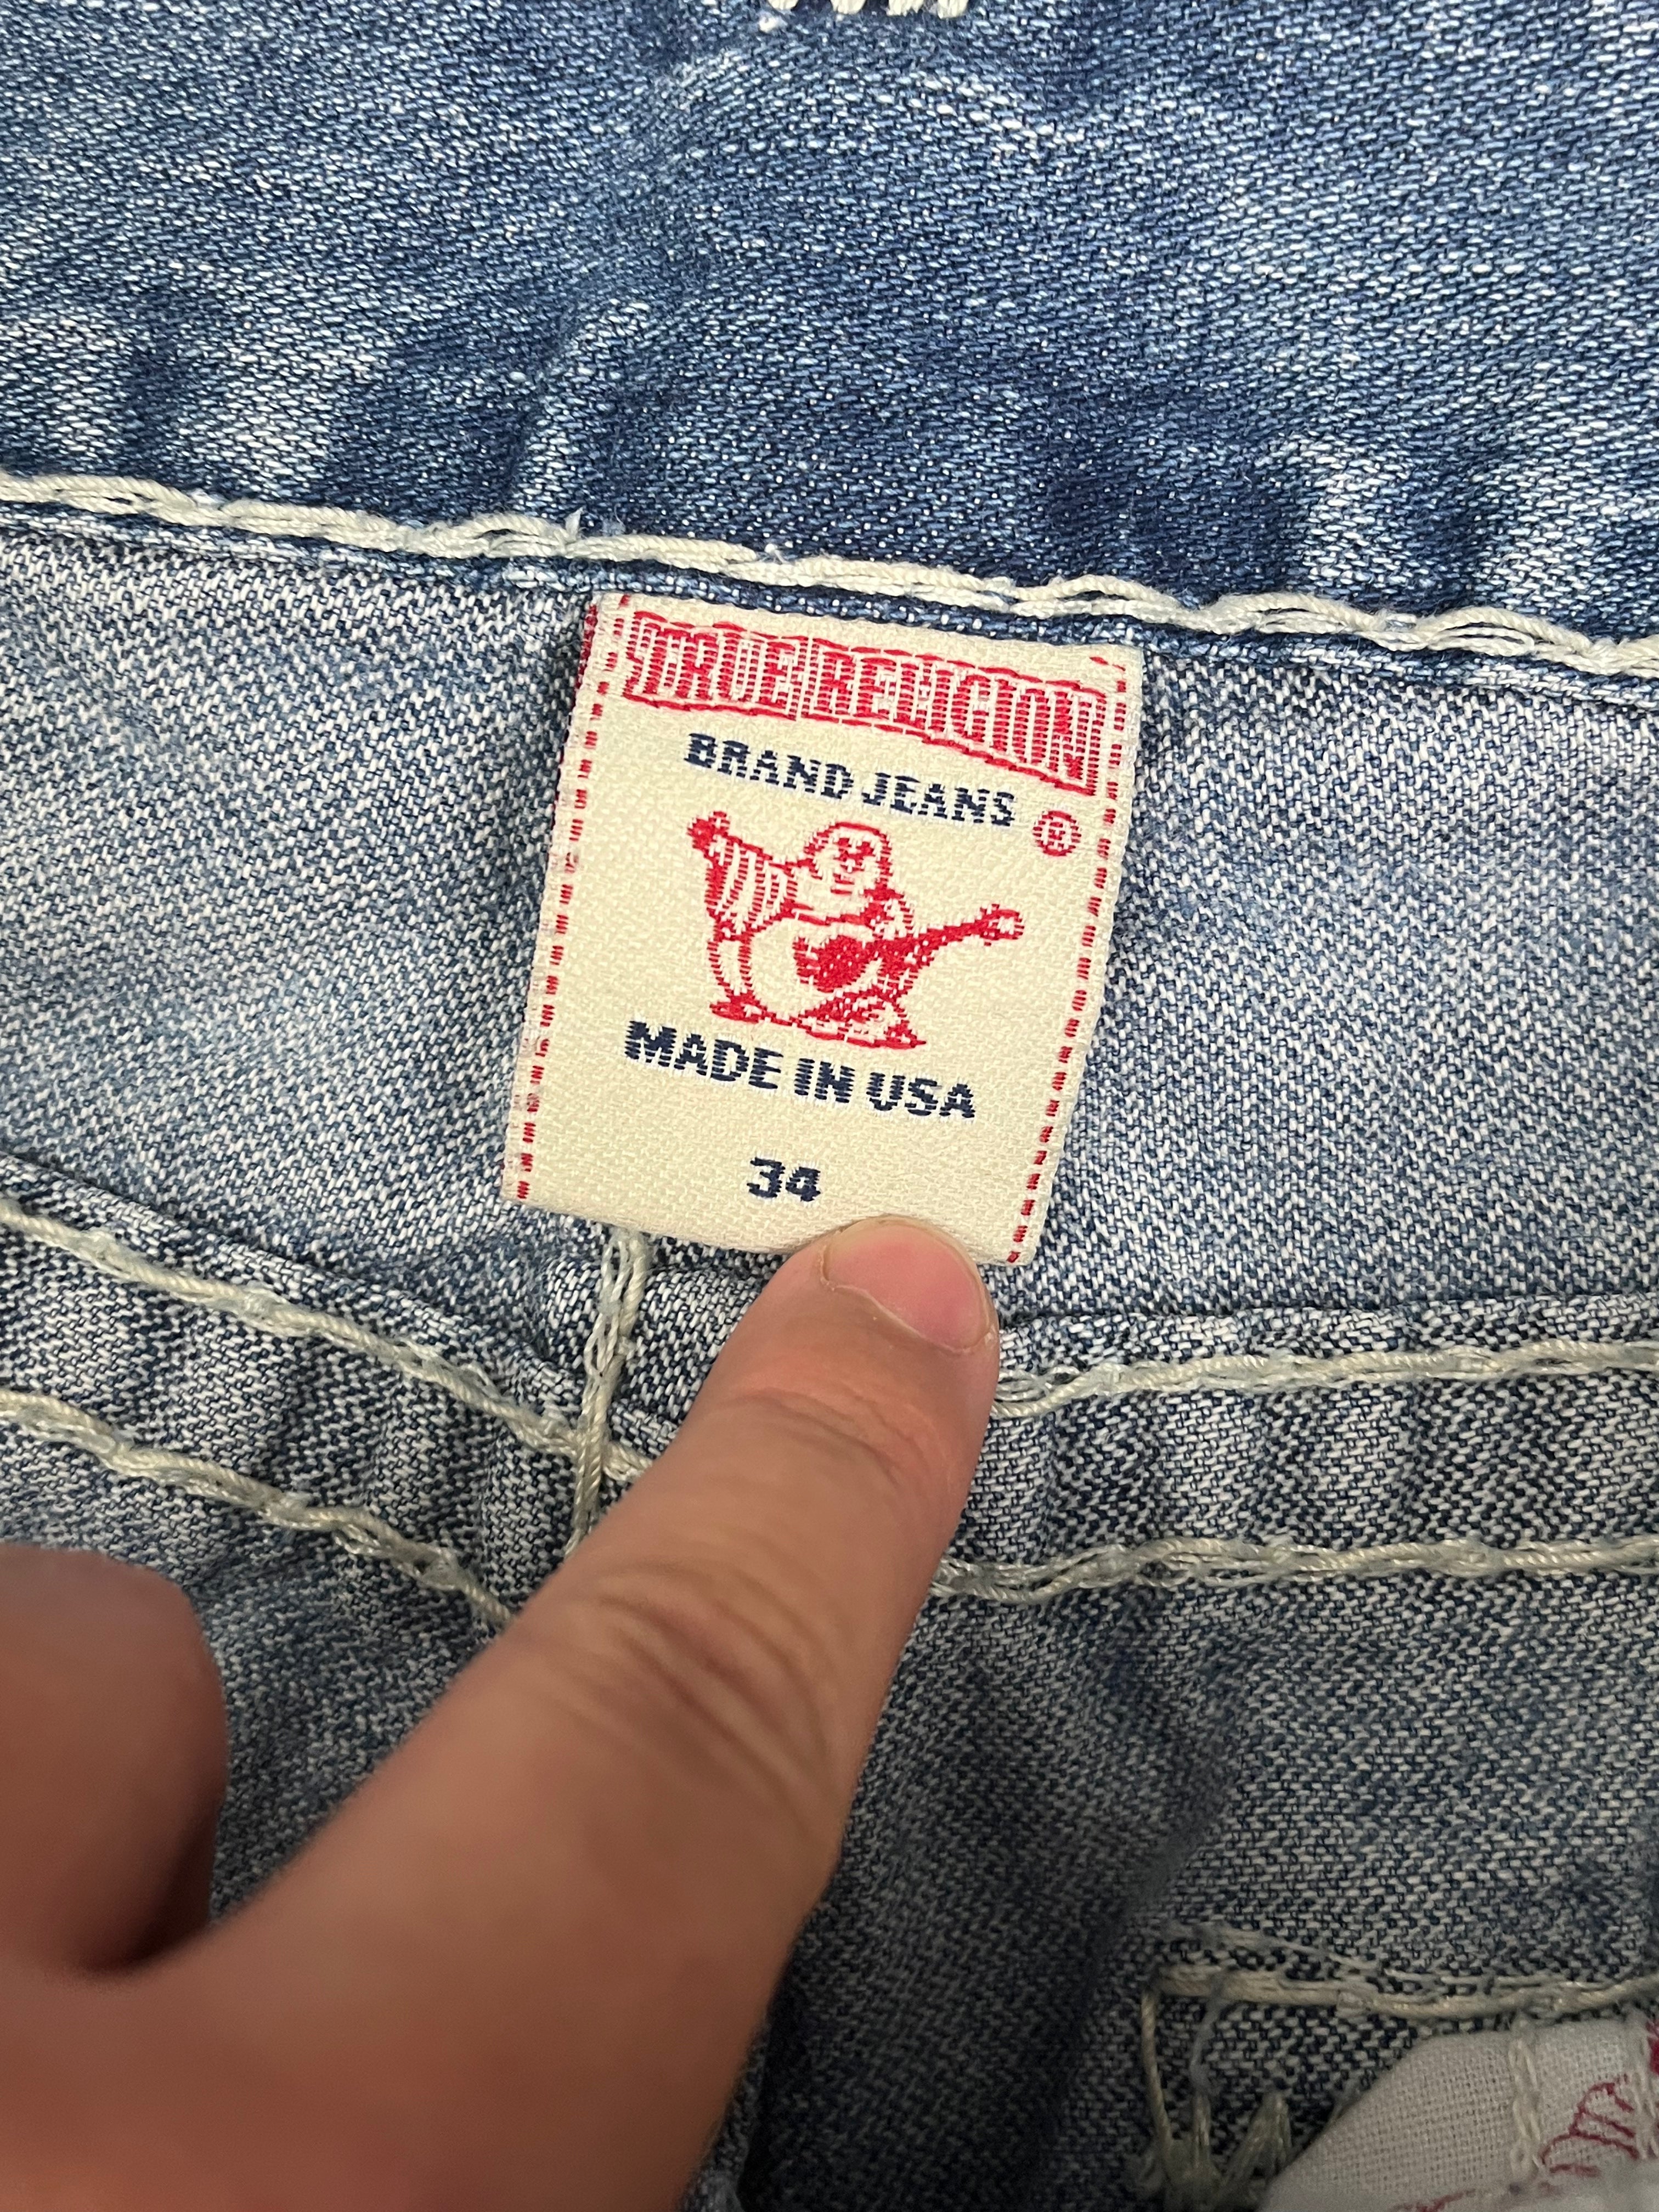 TRUE RELIGION
BRAND JEANS ®
MADE IN USA
34